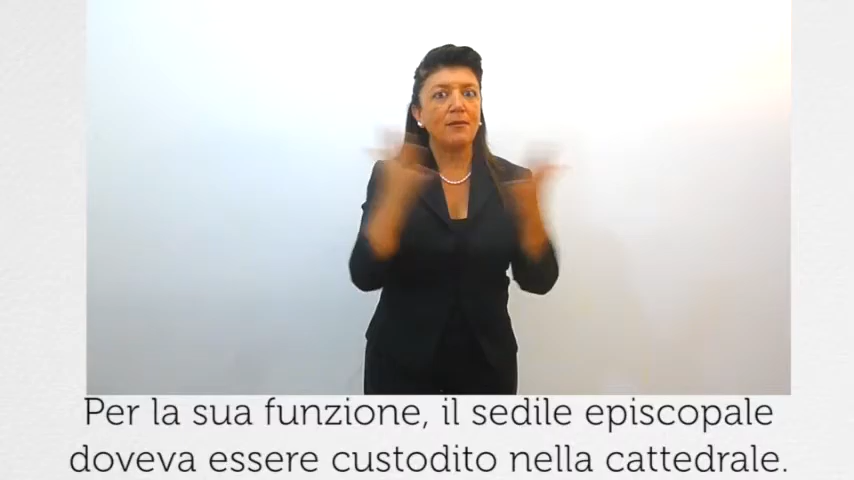 Per la sua funzione, il sedile episcopale
doveva essere custodito nella cattedrale.